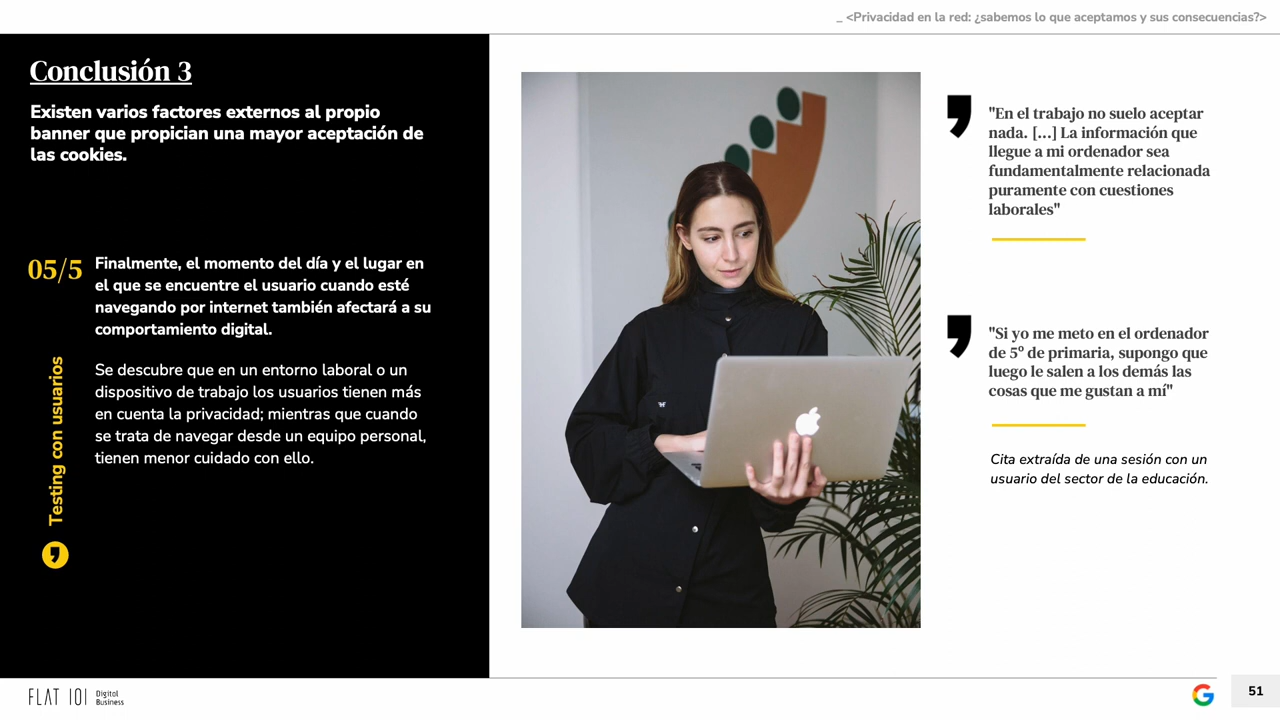 _ <Privacidad en la red: ¿sabemos lo que aceptamos y sus consecuencias?>
Conclusión 3
Existen varios factores externos al propio
banner que propician una mayor aceptación de
las cookies.
05/5
Finalmente, el momento del día y el lugar en
el que se encuentre el usuario cuando esté
navegando por internet también afectará a su
comportamiento digital.
Se descubre que en un entorno laboral o un
dispositivo de trabajo los usuarios tienen más
en cuenta la privacidad; mientras que cuando
se trata de navegar desde un equipo personal,
tienen menor cuidado con ello.
Testing con usuarios
"En el trabajo no suelo aceptar
nada. [...] La información que
llegue a mi ordenador sea
fundamentalmente relacionada
puramente con cuestiones
laborales"
"Si yo me meto en el ordenador
de 5º de primaria, supongo que
luego le salen a los demás las
cosas que me gustan a mí"
Cita extraída de una sesión con un
usuario del sector de la educación.
FLAT 101
Digital
Business
G
51